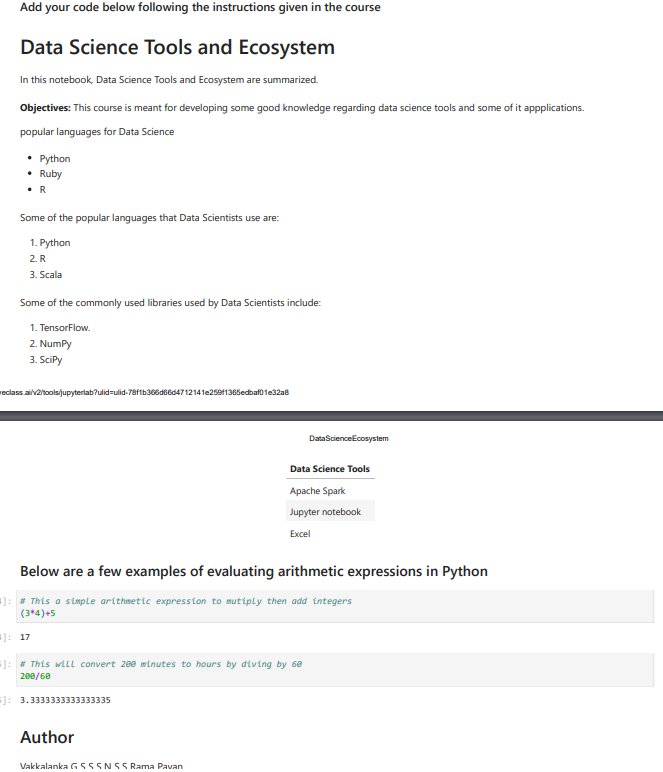 Add your code below following the instructions given in the course
Data Science Tools and Ecosystem
In this notebook, Data Science Tools and Ecosystem are summarized.
Objectives: This course is meant for developing some good knowledge regarding data science tools and some of it appplications.
popular languages for Data Science
• Python
• Ruby
• R
Some of the popular languages that Data Scientists use are:
1. Python
2. R
3. Scala
Some of the commonly used libraries used by Data Scientists include:
1. TensorFlow.
2. NumPy
3. SciPy
veclass.ai/v2/tools/jupyterlab?ulid=ulid-78f1b366d66d4712141e259f1365edbaf01e32a8
DataScienceEcosystem
Data Science Tools
Apache Spark
Jupyter notebook
Excel
Below are a few examples of evaluating arithmetic expressions in Python
]: # This a simple arithmetic expression to mutiply then add integers
(3*4)+5
]: 17
]: # This will convert 200 minutes to hours by diving by 60
200/60
]: 3.3333333333333335
Author
Vakkalanka G S S S N S S Rama Pavan